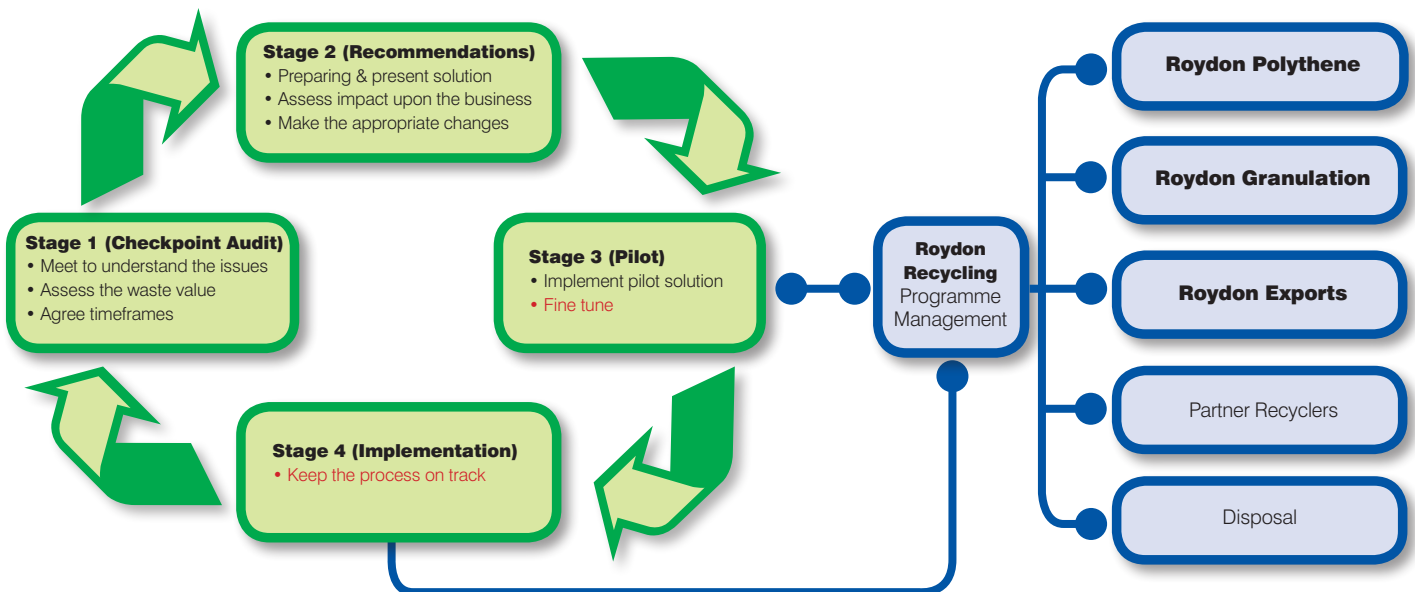 Stage 1 (Checkpoint Audit)
• Meet to understand the issues
• Assess the waste value
• Agree timeframes
Stage 2 (Recommendations)
• Preparing & present solution
• Assess impact upon the business
• Make the appropriate changes
Stage 3 (Pilot)
• Implement pilot solution
• Fine tune
Stage 4 (Implementation)
• Keep the process on track
Roydon
Recycling
Programme
Management
Roydon Polythene
Roydon Granulation
Roydon Exports
Partner Recyclers
Disposal